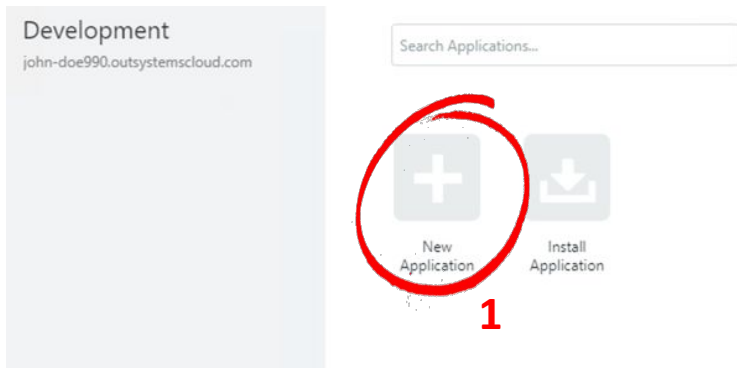 Development
john-doe990.outsystemscloud.com
Search Applications...
New
Application
Install
Application
1